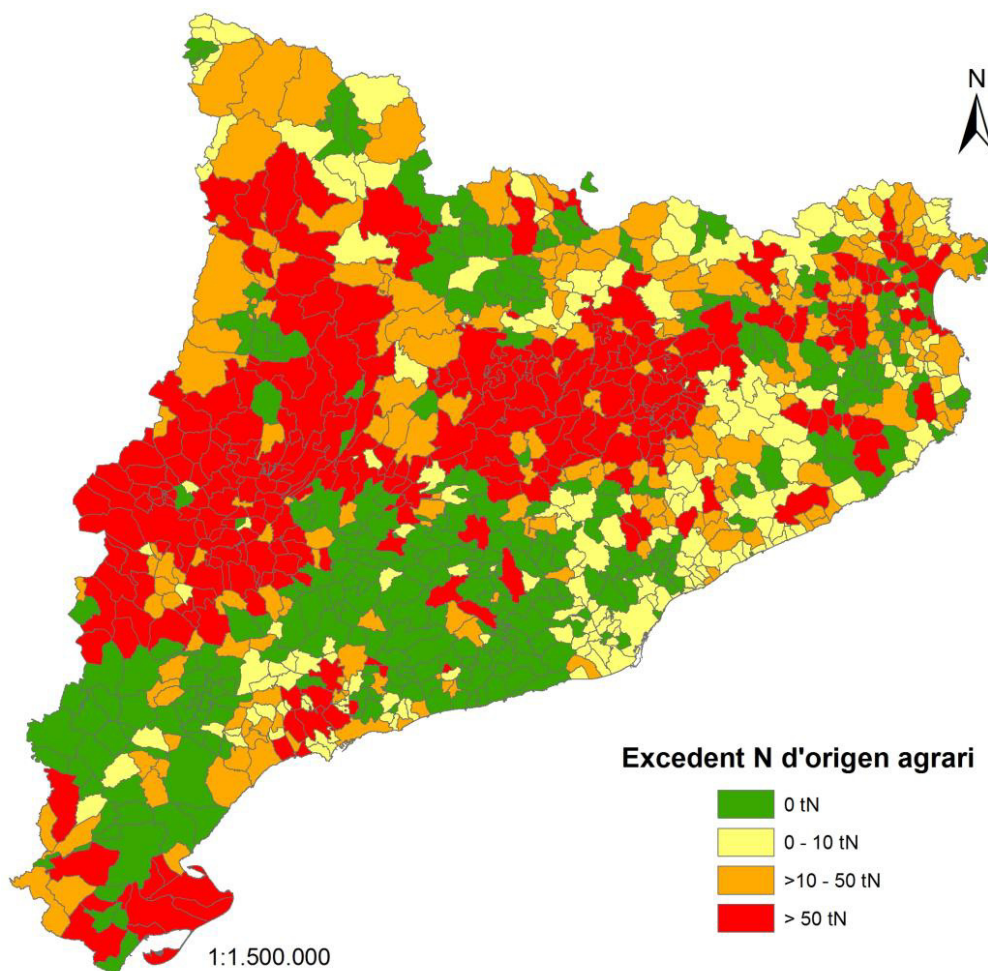 N
Excedent N d'origen agrari
0 tN
0 - 10 tN
>10 - 50 tN
> 50 tN
1:1.500.000